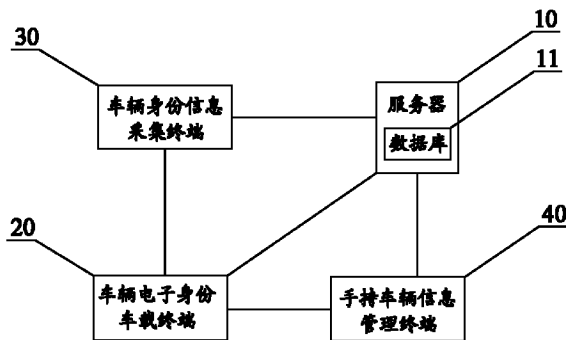 30
10
11
车辆身份信息
采集终端
服务器
数据库
20
40
车辆电子身份
车载终端
手持车辆信息
管理终端